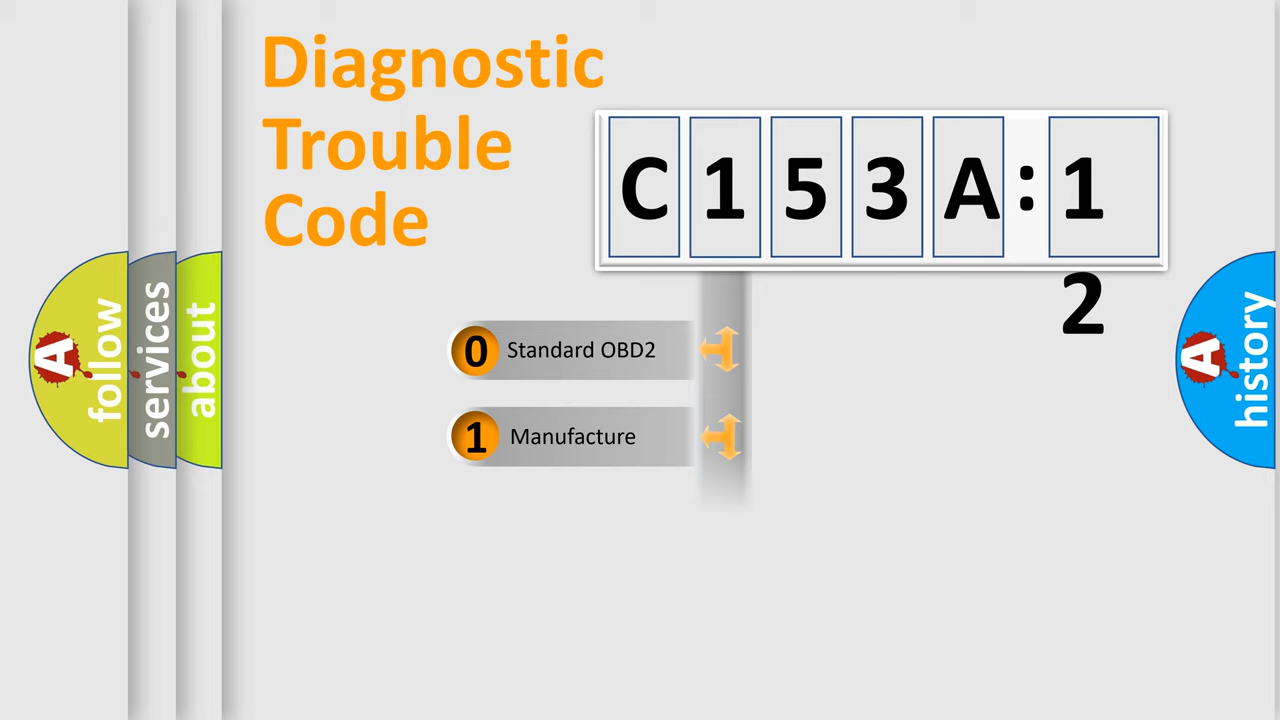 Diagnostic
Trouble
Code
C 1 5 3 A : 1
2
0 Standard OBD2
1 Manufacture
A follow
services
about
A history